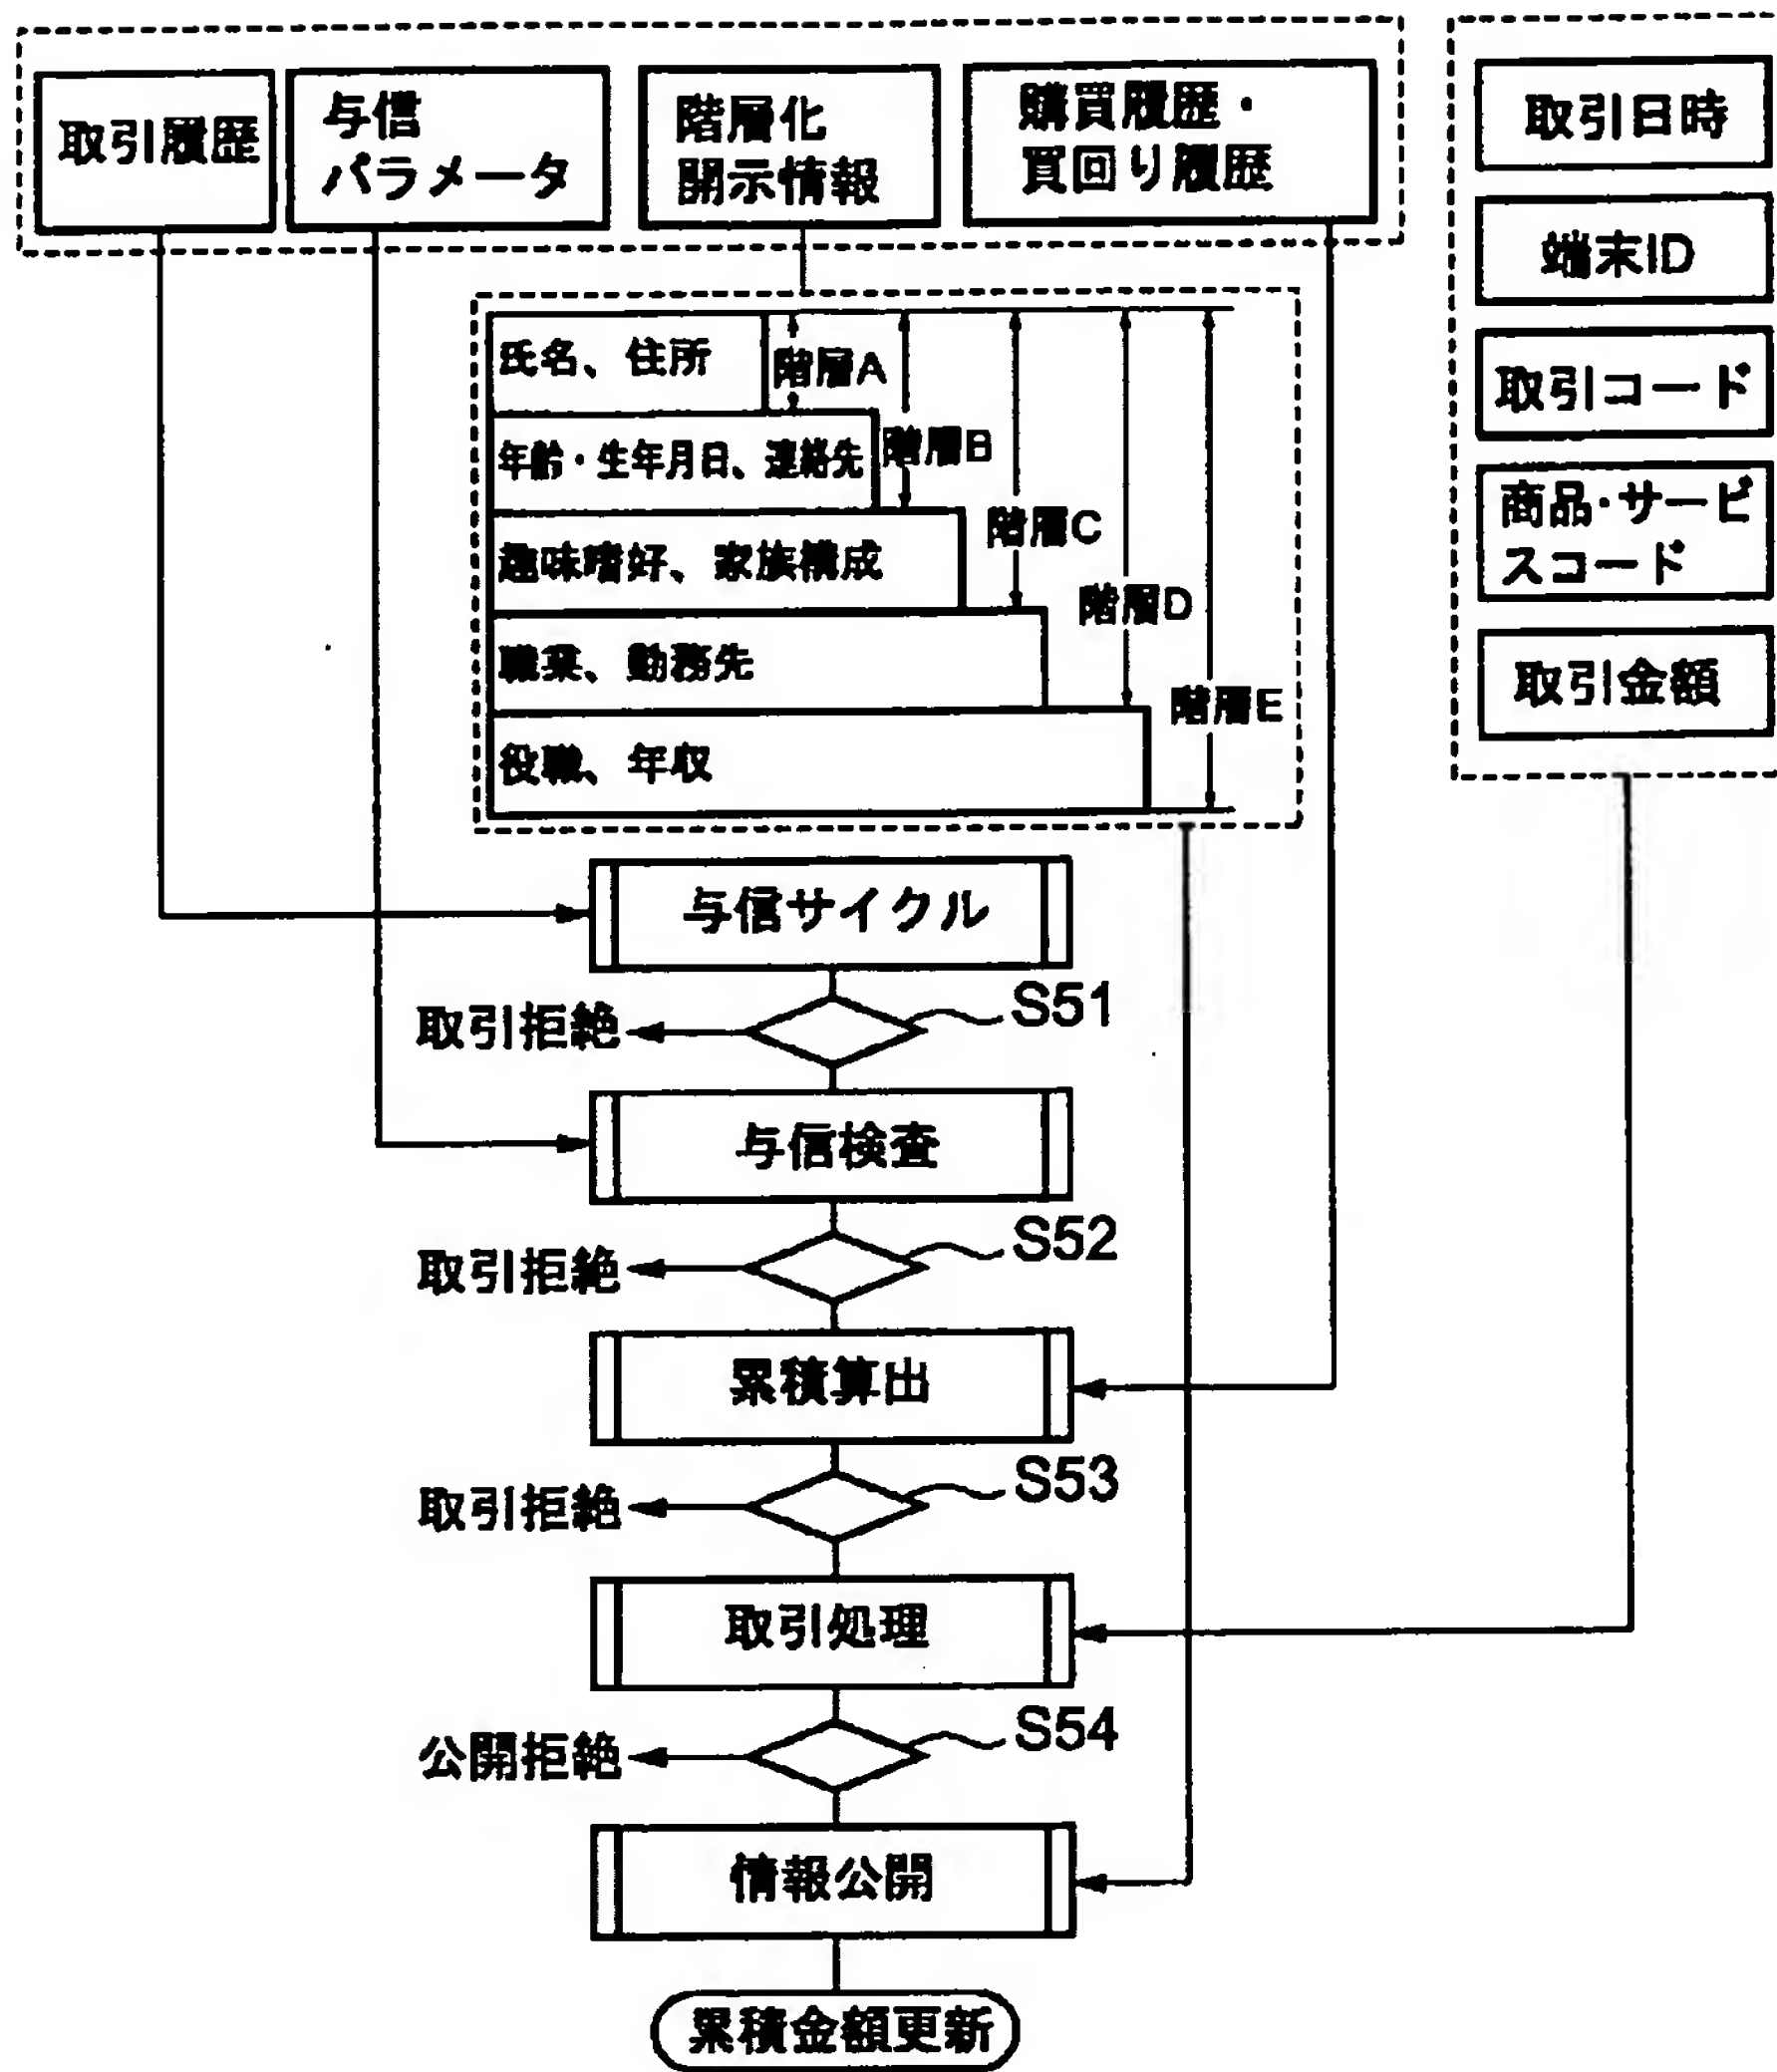 取引履歴
与信
パラメータ
階層化
開示情報
購買履歴・
買回り履歴
取引日時
端末ID
取引コード
商品・サービ
スコード
取引金額
氏名、住所
階層A
年齢・生年月日、連絡先
階層B
趣味嗜好、家族構成
階層C
職業、勤務先
階層D
役職、年収
階層E
与信サイクル
取引拒絶
S51
与信検査
取引拒絶
S52
累積算出
取引拒絶
S53
取引処理
公開拒絶
S54
情報公開
累積金額更新